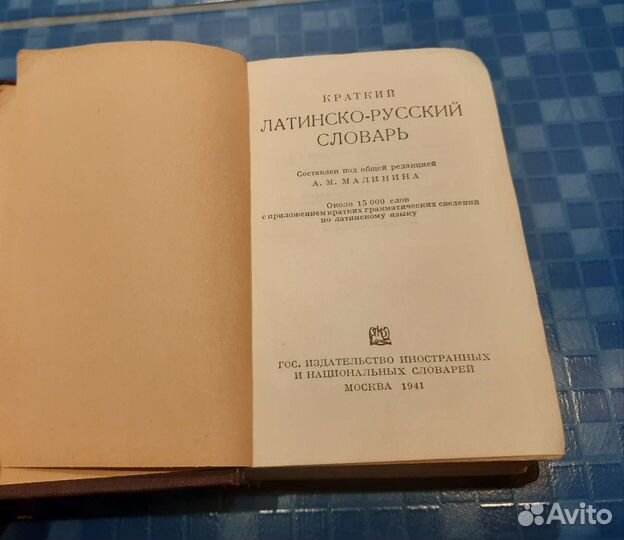 КРАТКИЙ
ЛАТИНСКО-РУССКИЙ
СЛОВАРЬ
Составлен под общей редакцией
А. М. МАЛИНИНА
Около 15 000 слов
с приложением кратких грамматических сведений
по латинскому языку
ГОС. ИЗДАТЕЛЬСТВО ИНОСТРАННЫХ
И НАЦИОНАЛЬНЫХ СЛОВАРЕЙ
МОСКВА 1941
Avito